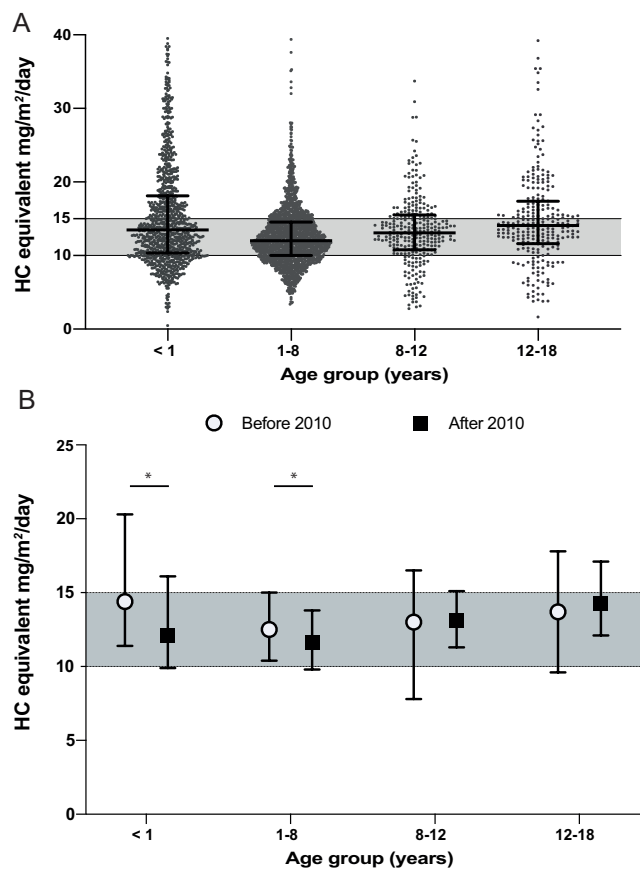 A
HC equivalent mg/m²/day
40
30
20
15
10
0
< 1
1-8
8-12
12-18
Age group (years)
B
Before 2010
After 2010
HC equivalent mg/m²/day
25
20
15
10
5
0
*
*
< 1
1-8
8-12
12-18
Age group (years)